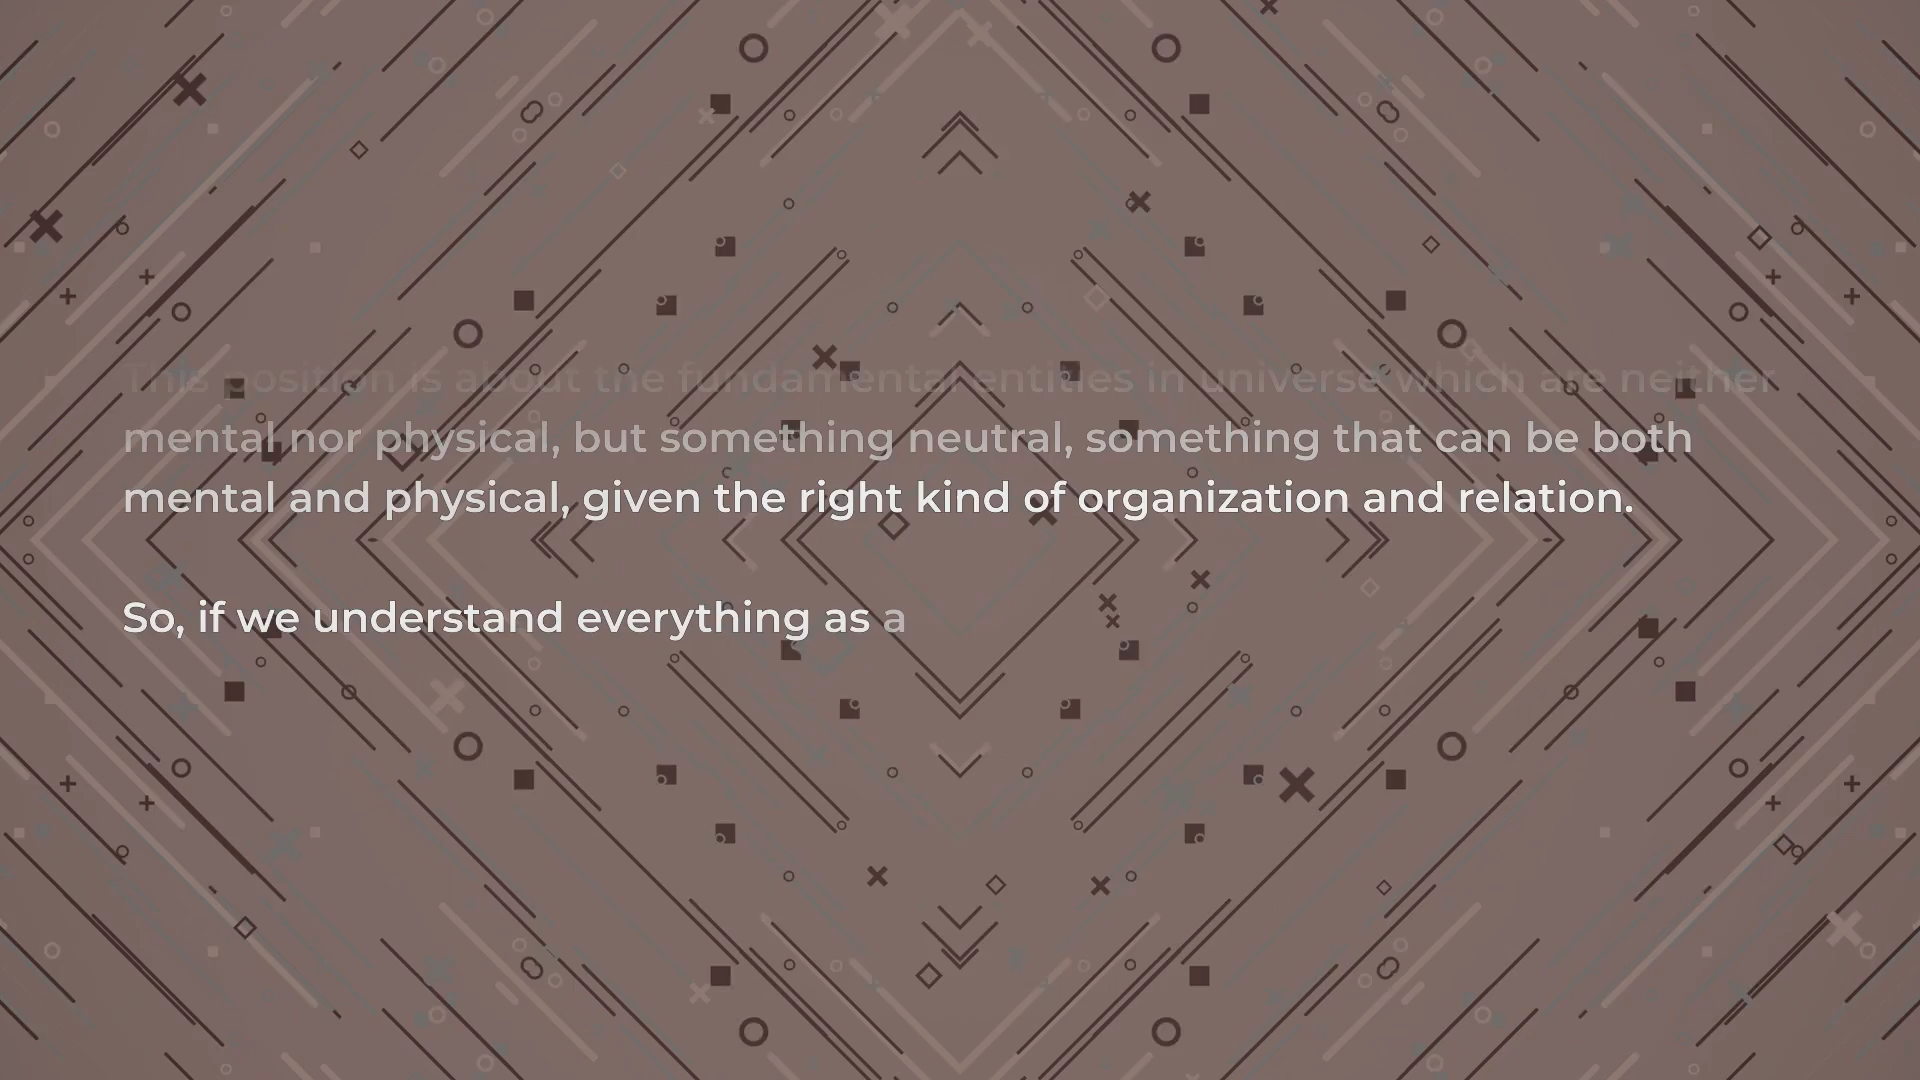 This position is about the fundamental entities in universe which are neither
mental nor physical, but something neutral, something that can be both
mental and physical, given the right kind of organization and relation.
So, if we understand everything as a